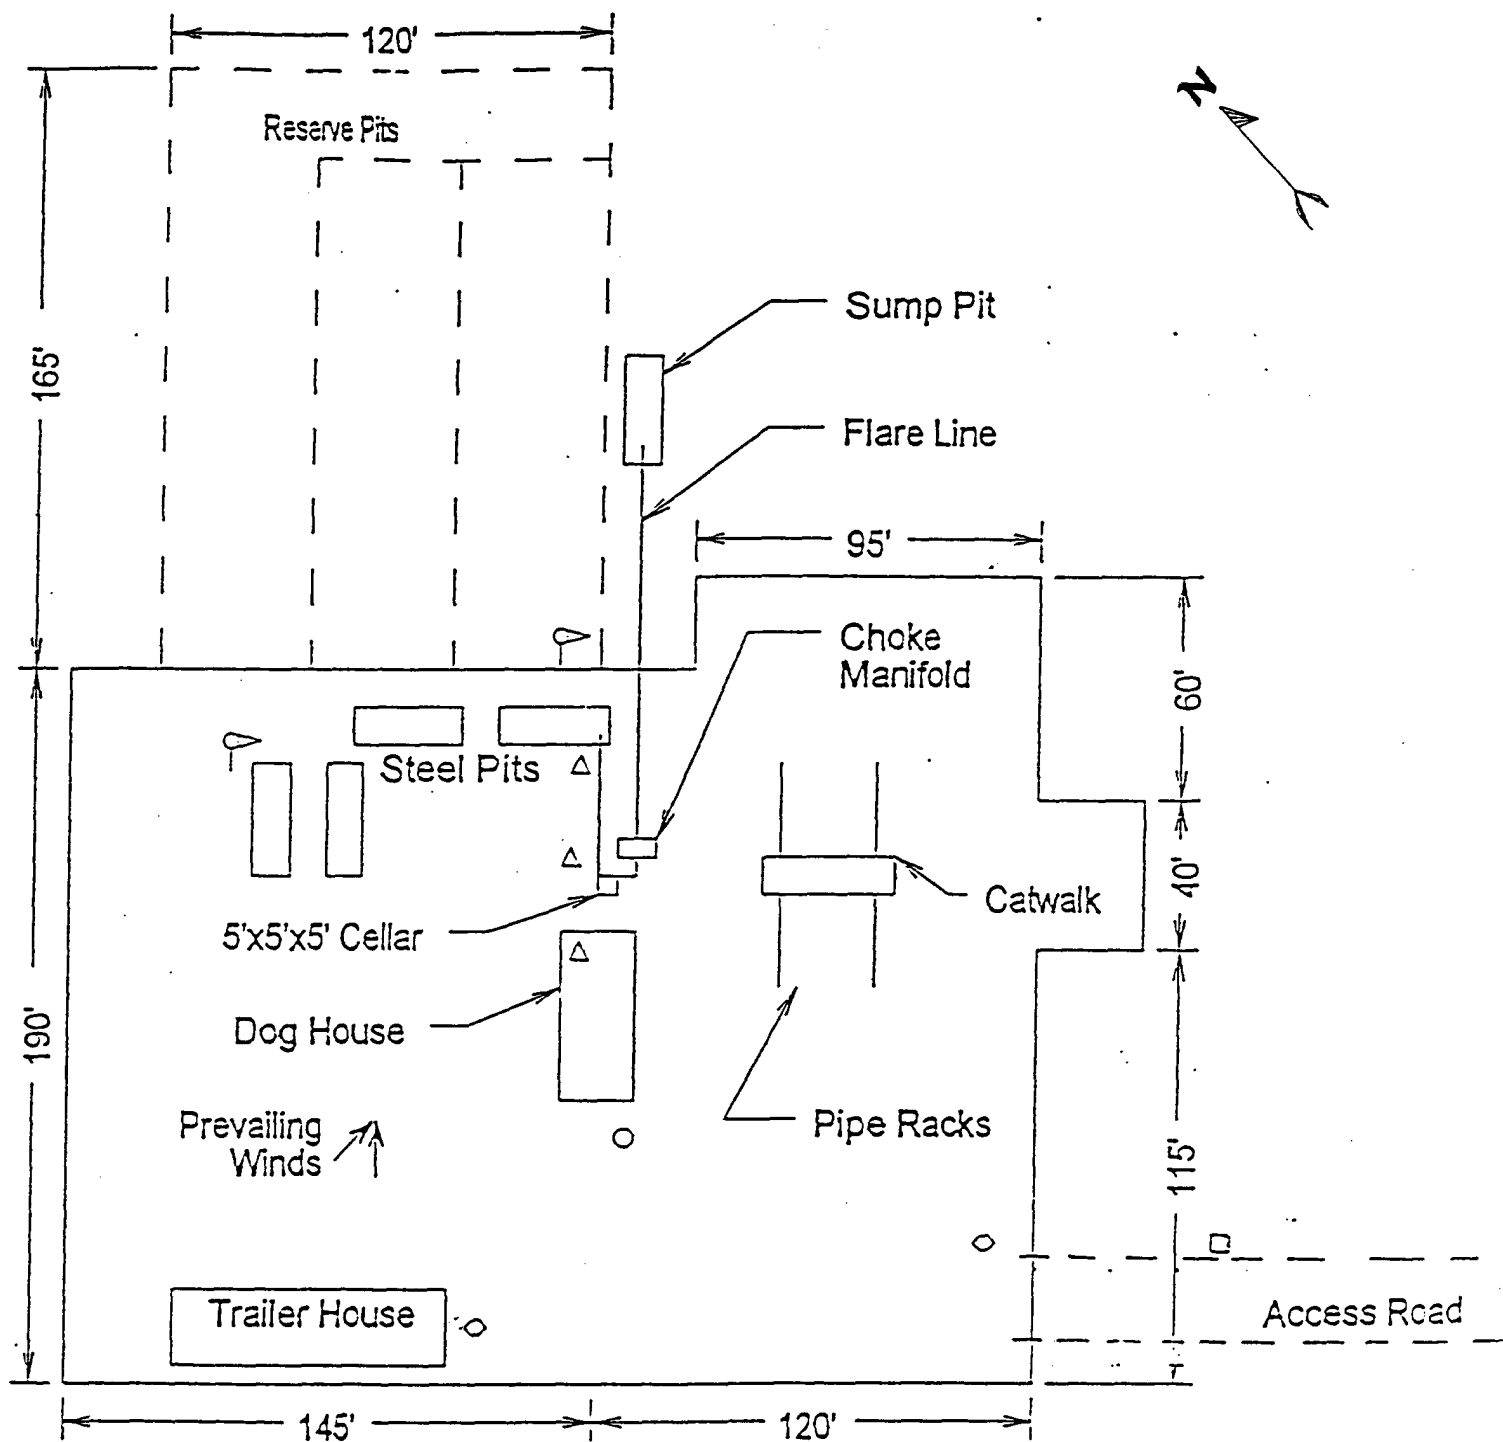 120'
N
Reserve Pits
Sump Pit
165'
Flare Line
95'
Choke
Manifold
60'
Steel Pits
40'
Catwalk
5'x5'x5' Cellar
190'
Dog House
Prevailing
Winds
Pipe Racks
115'
Trailer House
Access Road
145'
120'